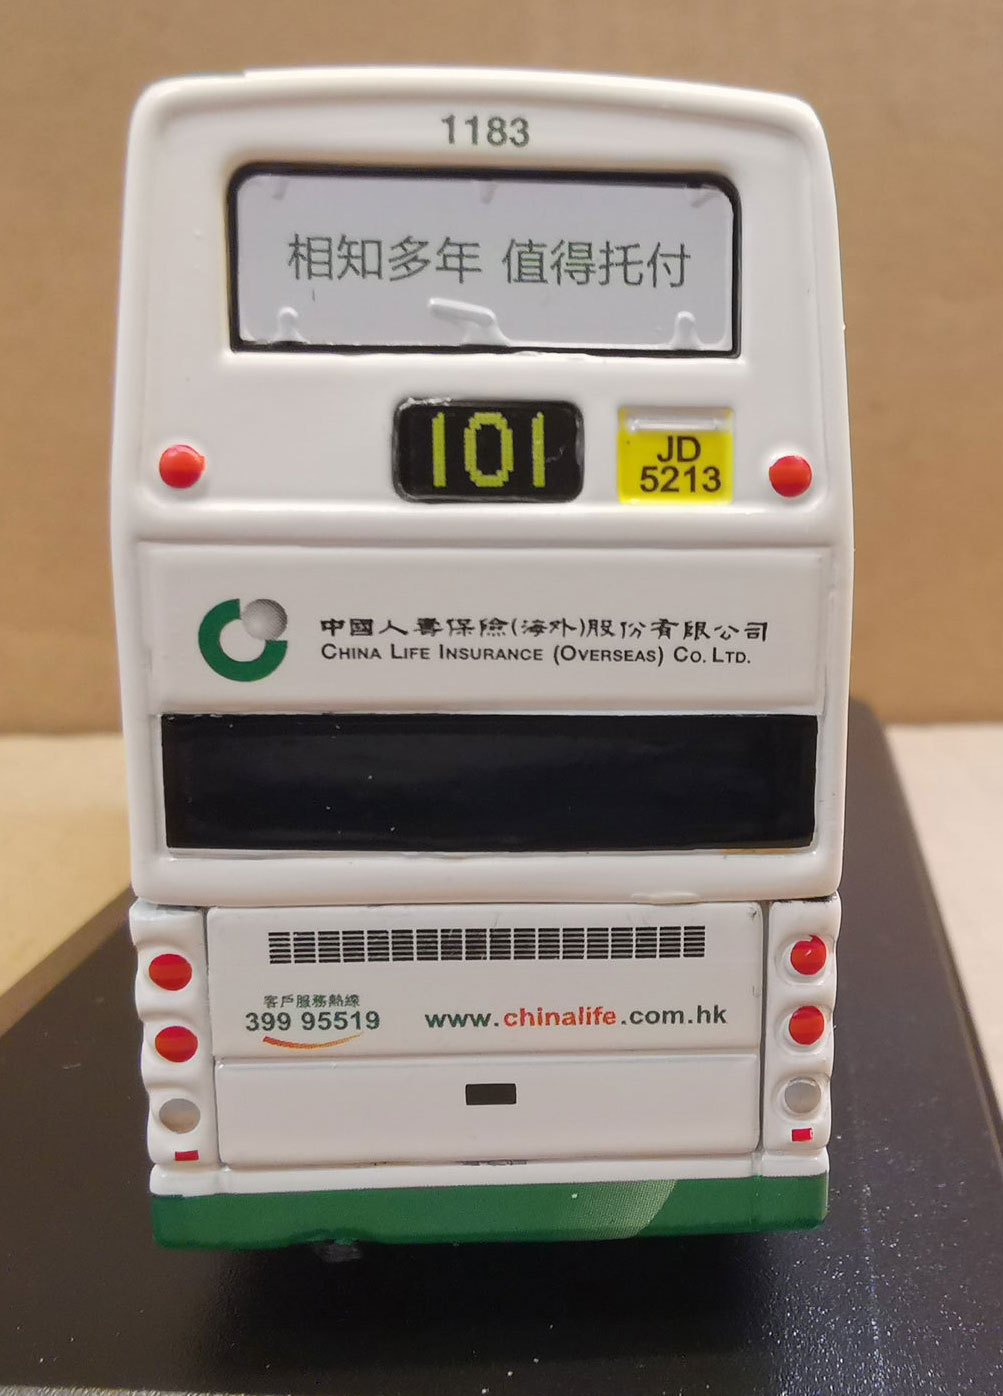 1183
相知多年 值得托付
101
JD
5213
中國人壽保險(海外)股份有限公司
CHINA LIFE INSURANCE (OVERSEAS) CO. LTD.
客戶服務熱線
399 95519
www.chinalife.com.hk